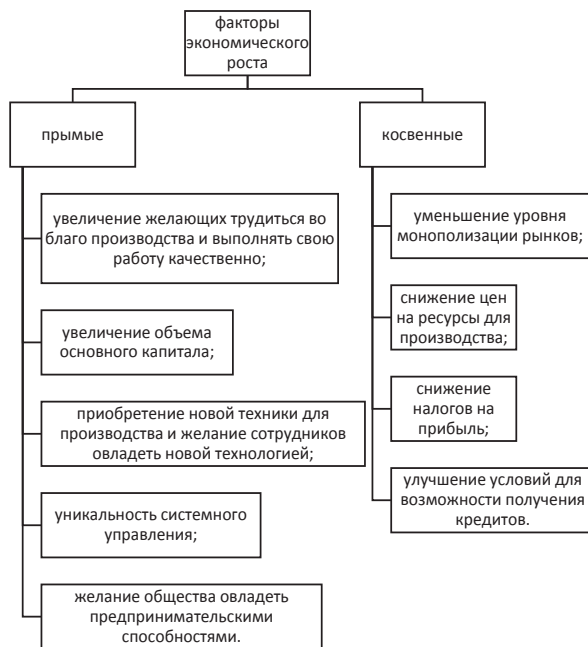 факторы
экономического
роста
прымые
косвенные
увеличение желающих трудиться во
благо производства и выполнять свою
работу качественно;
увеличение объема
основного капитала;
приобретение новой техники для
производства и желание сотрудников
овладеть новой технологией;
уникальность системного
управления;
желание общества овладеть
предпринимательскими
способностями.
уменьшение уровня
монополизации рынков;
снижение цен
на ресурсы для
производства;
снижение
налогов на
прибыль;
улучшение условий для
возможности получения
кредитов.